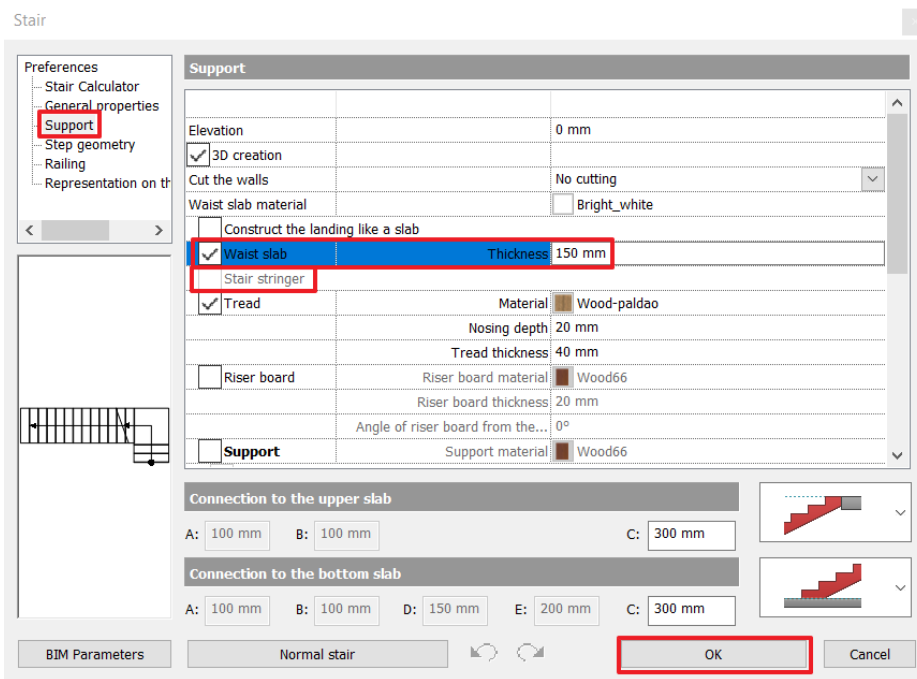 Stair
Preferences
Stair Calculator
General properties
Support
Step geometry
Railing
Representation on th
Support
Elevation 0 mm
3D creation
Cut the walls No cutting
Waist slab material Bright_white
Construct the landing like a slab
Waist slab Thickness 150 mm
Stair stringer
Tread Material Wood-paldao
Nosing depth 20 mm
Tread thickness 40 mm
Riser board Riser board material Wood66
Riser board thickness 20 mm
Angle of riser board from the... 0°
Support Support material Wood66
Connection to the upper slab
A: 100 mm B: 100 mm C: 300 mm
Connection to the bottom slab
A: 100 mm B: 100 mm D: 150 mm E: 200 mm C: 300 mm
BIM Parameters Normal stair OK Cancel